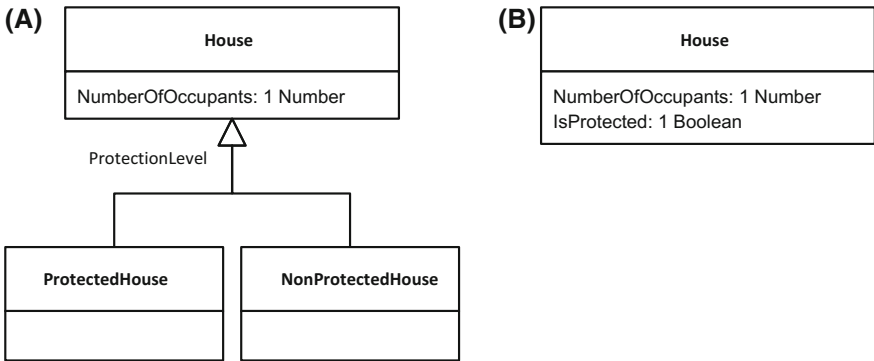 (A)
House
NumberOfOccupants: 1 Number
ProtectionLevel
ProtectedHouse
NonProtectedHouse
(B)
House
NumberOfOccupants: 1 Number
IsProtected: 1 Boolean